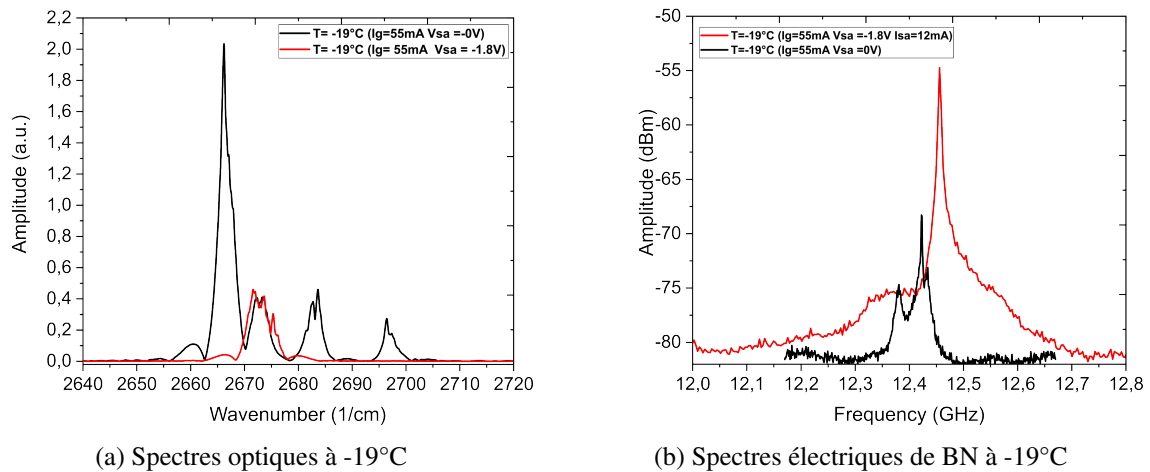 T= -19°C (Ig=55mA Vsa =-0V)
T= -19°C (Ig= 55mA Vsa = -1.8V)
2,2
2,0
1,8
1,6
1,4
1,2
1,0
0,8
0,6
0,4
0,2
0,0
Amplitude (a.u.)
2640 2650 2660 2670 2680 2690 2700 2710 2720
Wavenumber (1/cm)
(a) Spectres optiques à -19°C
T=-19°C (Ig=55mA Vsa =-1.8V Isa=12mA)
T=-19°C (Ig=55mA Vsa =0V)
-50
-55
-60
-65
-70
-75
-80
Amplitude (dBm)
12,0 12,1 12,2 12,3 12,4 12,5 12,6 12,7 12,8
Frequency (GHz)
(b) Spectres électriques de BN à -19°C